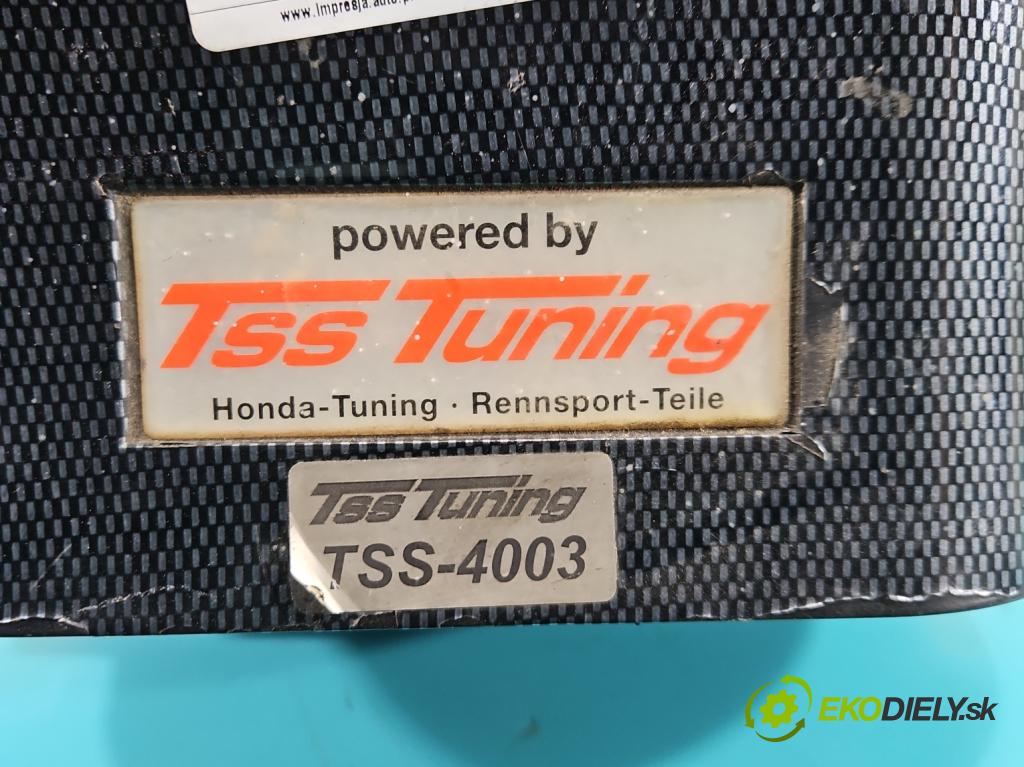 www.impresja.auto.p
powered by
Tss Tuning
Honda-Tuning · Rennsport-Teile
Tss Tuning
TSS-4003
EKODIELY.sk